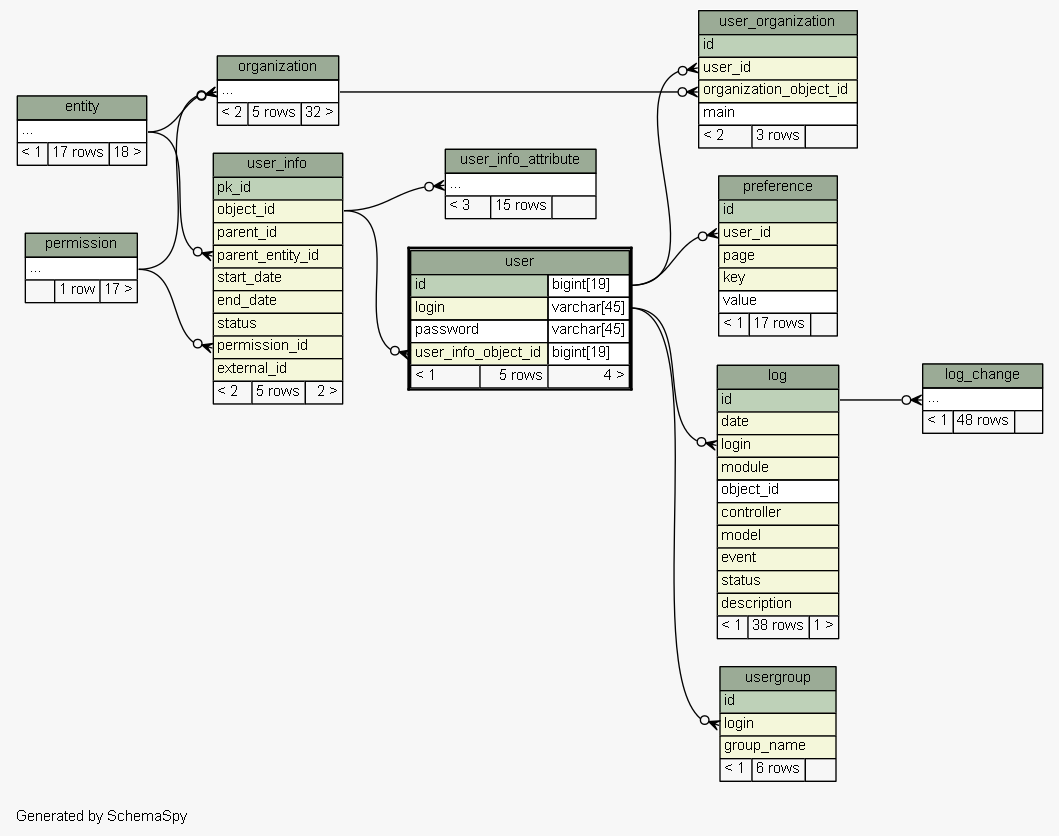 user_organization
id
user_id
organization_object_id
main
< 2 3 rows
organization
...
< 2 5 rows 32 >
entity
...
< 1 17 rows 18 >
user_info
pk_id
object_id
parent_id
parent_entity_id
start_date
end_date
status
permission_id
external_id
< 2 5 rows 2 >
user_info_attribute
...
< 3 15 rows
preference
id
user_id
page
key
value
< 1 17 rows
permission
...
1 row 17 >
user
id bigint[19]
login varchar[45]
password varchar[45]
user_info_object_id bigint[19]
< 1 5 rows 4 >
log
id
date
login
module
object_id
controller
model
event
status
description
< 1 38 rows 1 >
log_change
...
< 1 48 rows
usergroup
id
login
group_name
< 1 6 rows
Generated by SchemaSpy